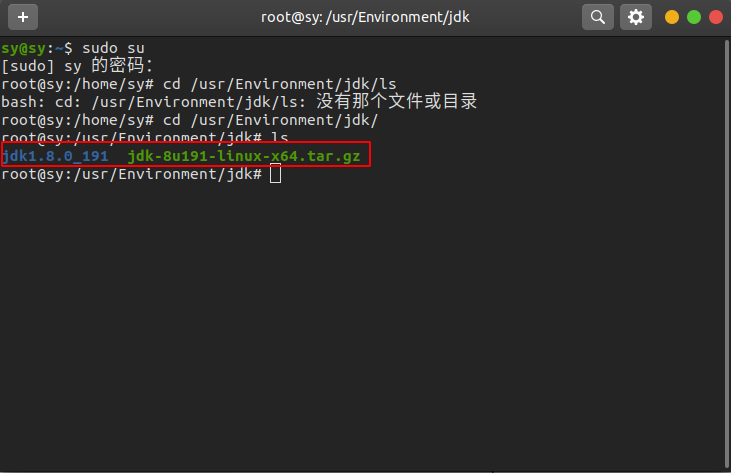 root@sy: /usr/Environment/jdk
sy@sy:~$ sudo su
[sudo] sy 的密码：
root@sy:/home/sy# cd /usr/Environment/jdk/ls
bash: cd: /usr/Environment/jdk/ls: 没有那个文件或目录
root@sy:/home/sy# cd /usr/Environment/jdk/
root@sy:/usr/Environment/jdk# ls
jdk1.8.0_191  jdk-8u191-linux-x64.tar.gz
root@sy:/usr/Environment/jdk#